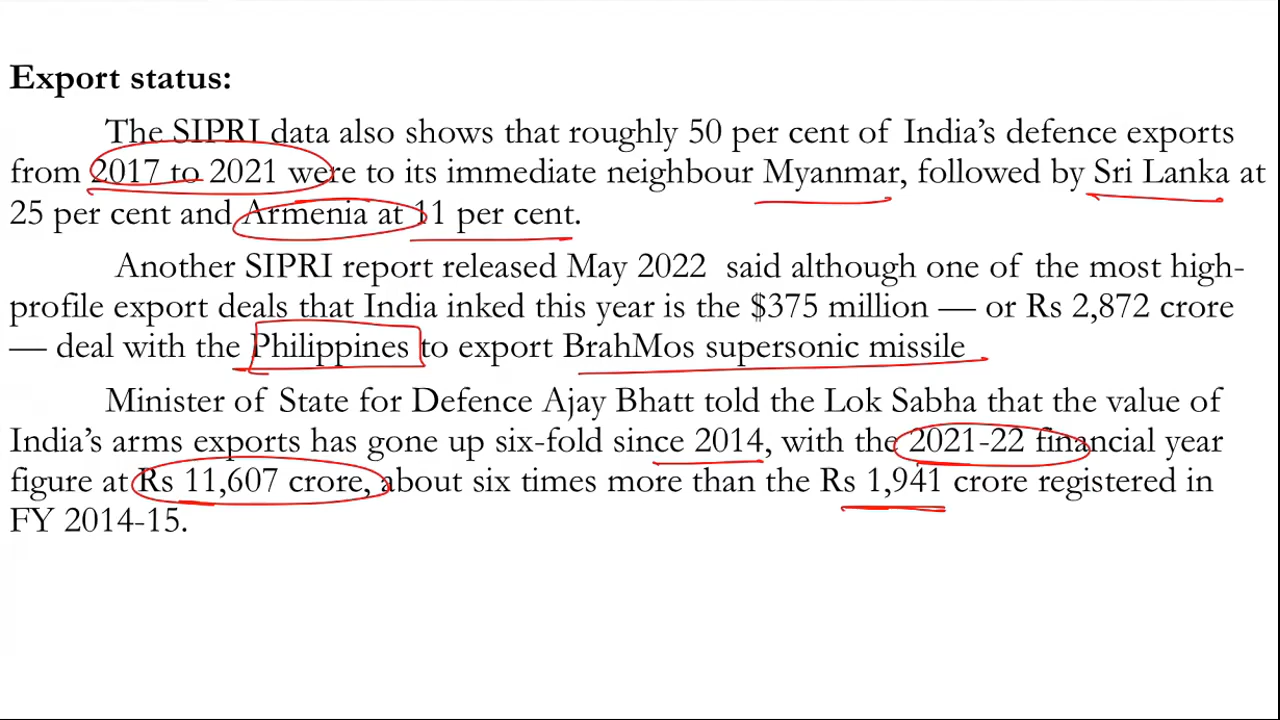 Export status:
The SIPRI data also shows that roughly 50 per cent of India's defence exports
from 2017 to 2021 were to its immediate neighbour Myanmar, followed by Sri Lanka at
25 per cent and Armenia at 11 per cent.
Another SIPRI report released May 2022 said although one of the most high-
profile export deals that India inked this year is the $375 million — or Rs 2,872 crore
— deal with the Philippines to export BrahMos supersonic missile
Minister of State for Defence Ajay Bhatt told the Lok Sabha that the value of
India's arms exports has gone up six-fold since 2014, with the 2021-22 financial year
figure at Rs 11,607 crore, about six times more than the Rs 1,941 crore registered in
FY 2014-15.